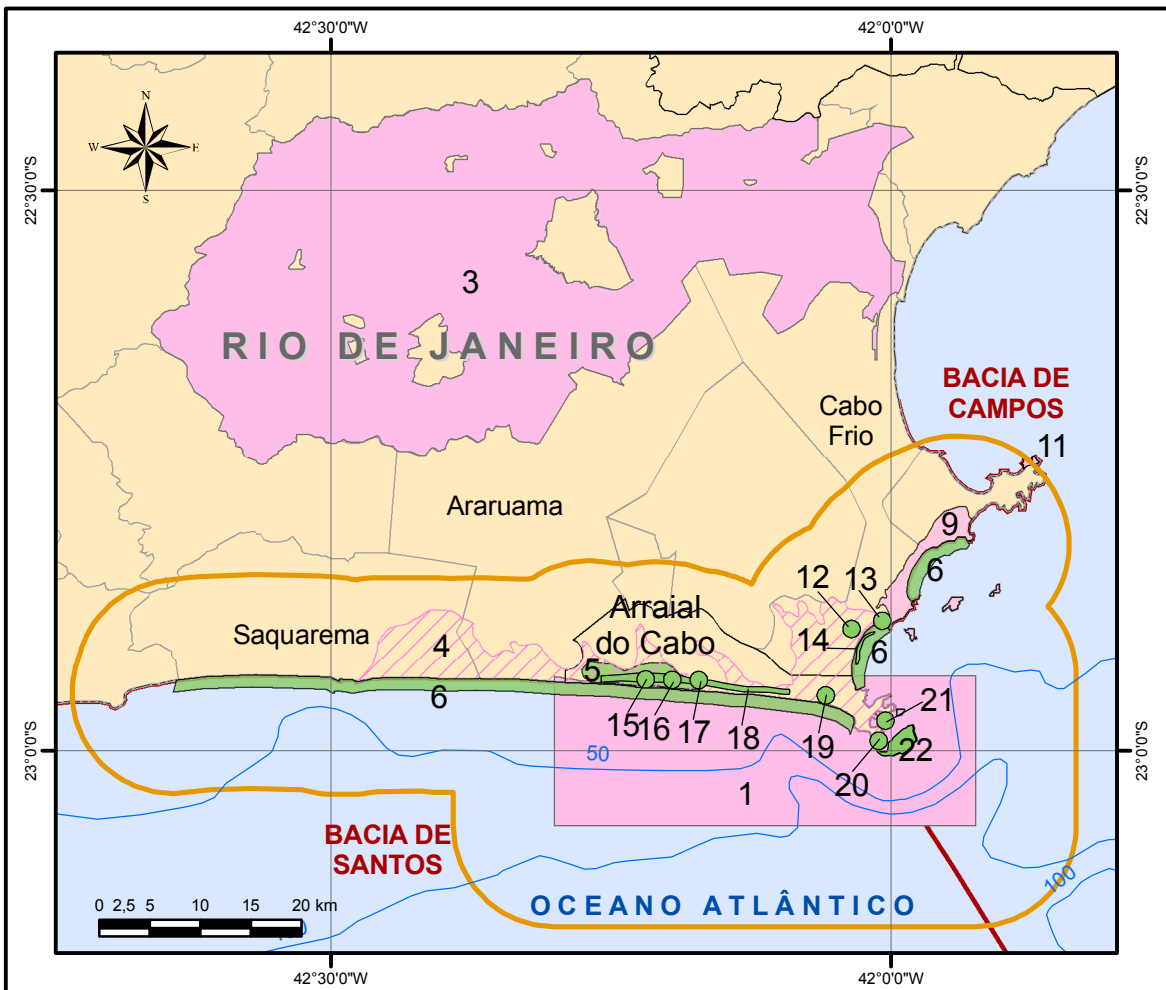 42°30'0"W
42°0'0"W
N
W
E
S
22°30'0"S
22°30'0"S
3
RIO DE JANEIRO
BACIA DE
CAMPOS
Cabo
Frio
11
Araruama
9
6
12
13
Arraial
do Cabo
Saquarema
4
14
6
5
6
15
16
17
18
19
21
20
22
23°0'0"S
23°0'0"S
50
1
BACIA DE
SANTOS
100
OCEANO ATLÂNTICO
0 2,5 5 10 15 20 km
42°30'0"W
42°0'0"W